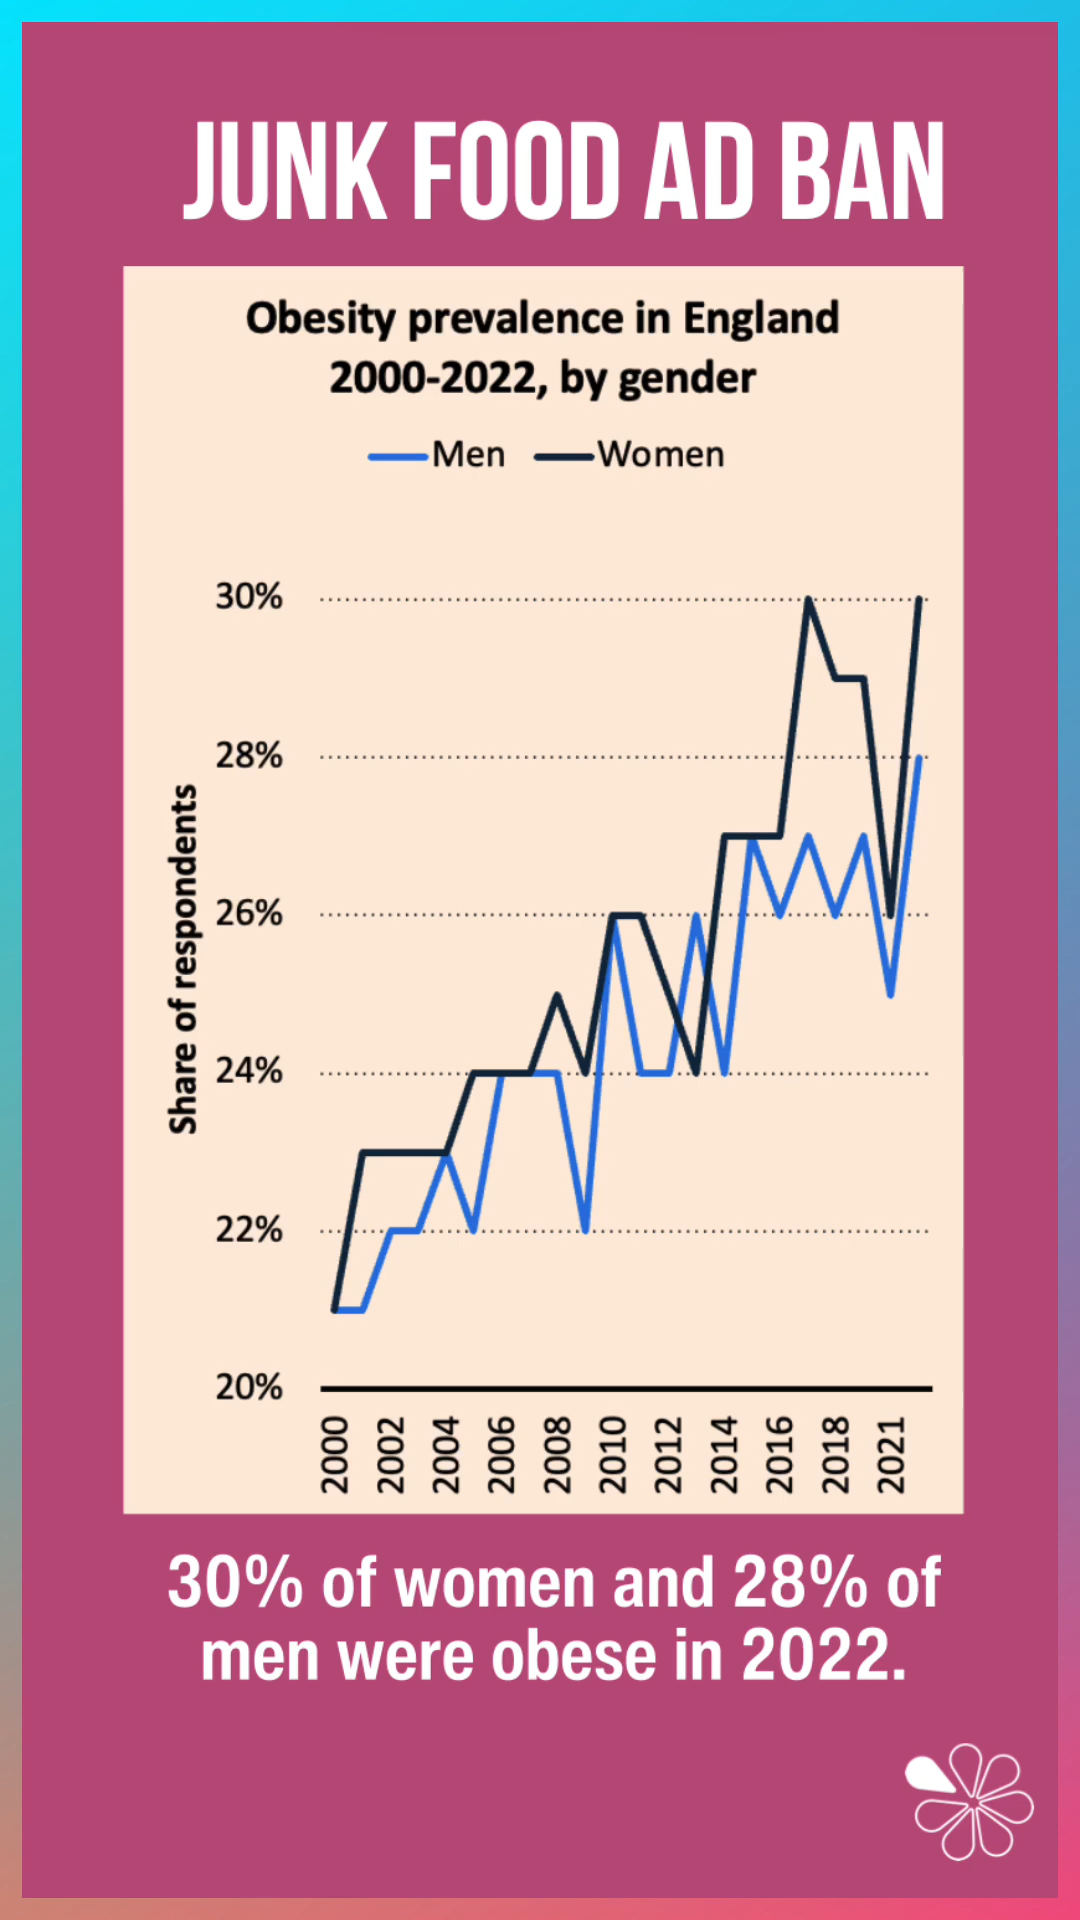 JUNK FOOD AD BAN
Obesity prevalence in England
2000-2022, by gender
Men Women
30%
28%
26%
24%
22%
20%
Share of respondents
2000 2002 2004 2006 2008 2010 2012 2014 2016 2018 2021
30% of women and 28% of
men were obese in 2022.